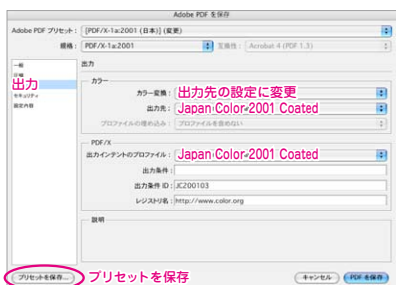 Adobe PDF を保存
Adobe PDF プリセット： [PDF/X-1a:2001 (日本)] (変更)
規格： PDF/X-1a:2001 互換性： Acrobat 4 (PDF 1.3)
一般
出力
セキュリティ
設定内容
出力
カラー
カラー変換： 出力先の設定に変更
出力先： Japan Color 2001 Coated
プロファイルの埋め込み： プロファイルを含めない
PDF/X
出力インテントのプロファイル： Japan Color 2001 Coated
出力条件：
出力条件 ID： JC200103
レジストリ名： http://www.color.org
説明
プリセットを保存... プリセットを保存 キャンセル PDF を保存